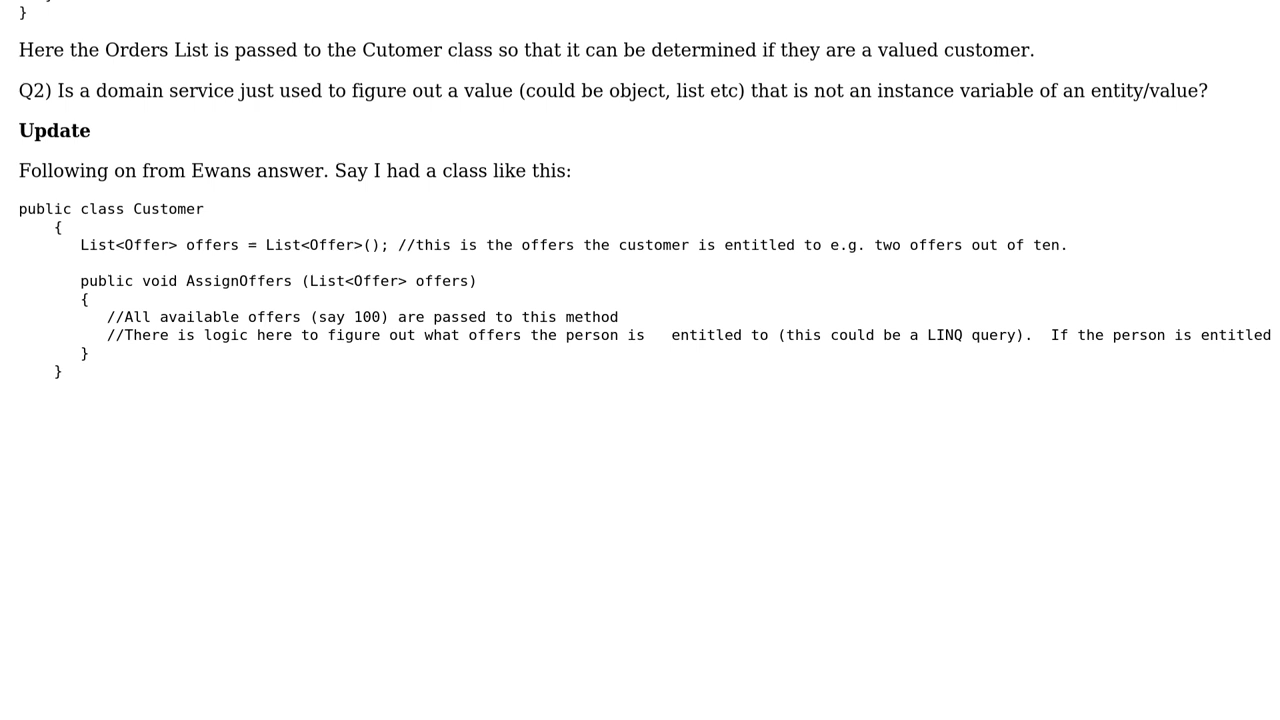 }
Here the Orders List is passed to the Cutomer class so that it can be determined if they are a valued customer.
Q2) Is a domain service just used to figure out a value (could be object, list etc) that is not an instance variable of an entity/value?
Update
Following on from Ewans answer. Say I had a class like this:
public class Customer
{
List<Offer> offers = List<Offer>(); //this is the offers the customer is entitled to e.g. two offers out of ten.
public void AssignOffers (List<Offer> offers)
{
//All available offers (say 100) are passed to this method
//There is logic here to figure out what offers the person is   entitled to (this could be a LINQ query).  If the person is entitled
}
}